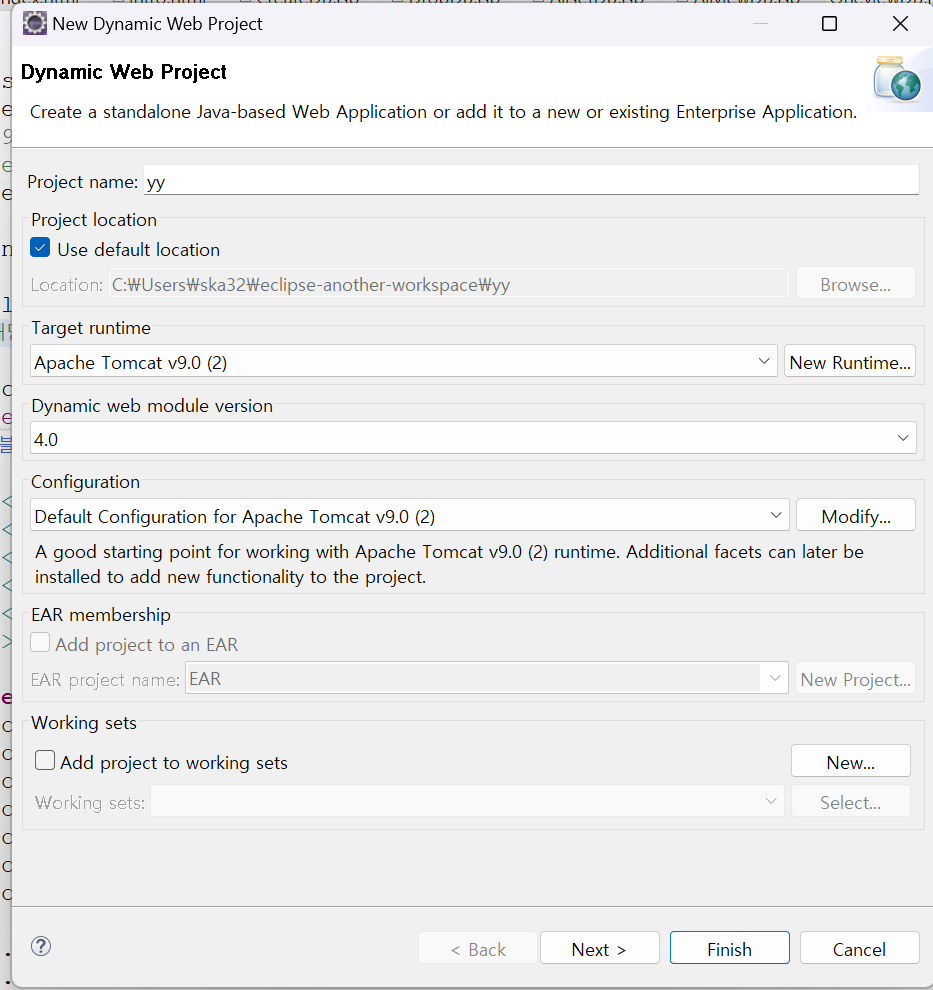 New Dynamic Web Project
Dynamic Web Project
Create a standalone Java-based Web Application or add it to a new or existing Enterprise Application.
Project name: yy
Project location
Use default location
Location: C:₩Users₩ska32₩eclipse-another-workspace₩yy Browse...
Target runtime
Apache Tomcat v9.0 (2) New Runtime...
Dynamic web module version
4.0
Configuration
Default Configuration for Apache Tomcat v9.0 (2) Modify...
A good starting point for working with Apache Tomcat v9.0 (2) runtime. Additional facets can later be
installed to add new functionality to the project.
EAR membership
Add project to an EAR
EAR project name: EAR New Project...
Working sets
Add project to working sets New...
Working sets: Select...
< Back Next > Finish Cancel